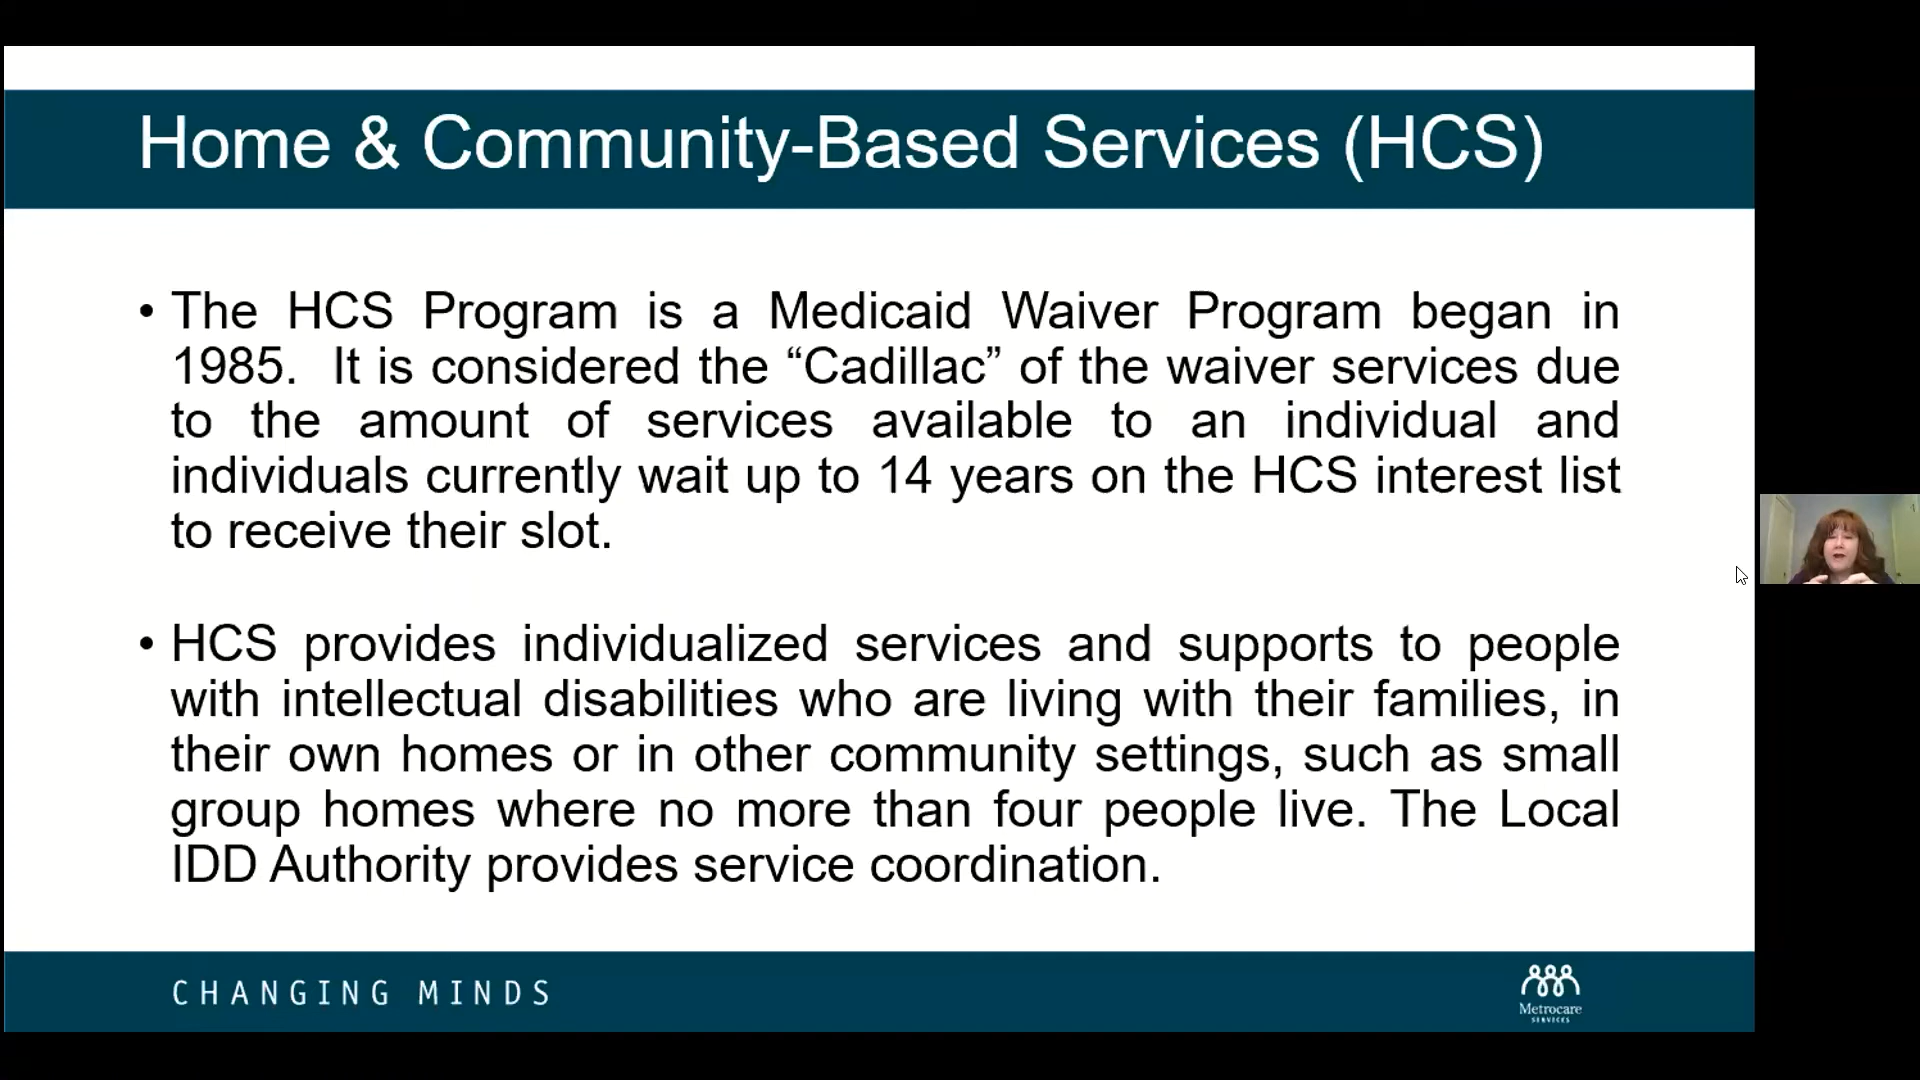 Home & Community-Based Services (HCS)
• The HCS Program is a Medicaid Waiver Program began in
1985. It is considered the “Cadillac” of the waiver services due
to the amount of services available to an individual and
individuals currently wait up to 14 years on the HCS interest list
to receive their slot.
• HCS provides individualized services and supports to people
with intellectual disabilities who are living with their families, in
their own homes or in other community settings, such as small
group homes where no more than four people live. The Local
IDD Authority provides service coordination.
CHANGING MINDS
Metrocare
SERVICES